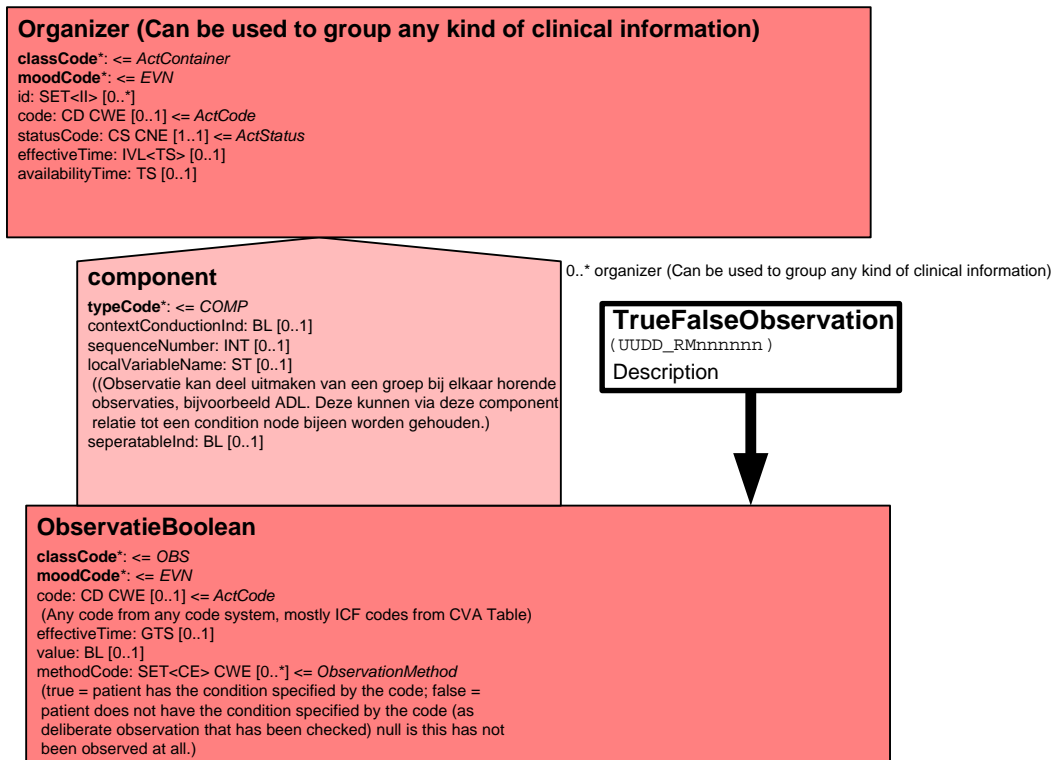 Organizer (Can be used to group any kind of clinical information)
classCode*: <= ActContainer
moodCode*: <= EVN
id: SET<II> [0..*]
code: CD CWE [0..1] <= ActCode
statusCode: CS CNE [1..1] <= ActStatus
effectiveTime: IVL<TS> [0..1]
availabilityTime: TS [0..1]
component
typeCode*: <= COMP
contextConductionInd: BL [0..1]
sequenceNumber: INT [0..1]
localVariableName: ST [0..1]
((Observatie kan deel uitmaken van een groep bij elkaar horende
observaties, bijvoorbeeld ADL. Deze kunnen via deze component
relatie tot een condition node bijeen worden gehouden.)
seperatableInd: BL [0..1]
0..* organizer (Can be used to group any kind of clinical information)
TrueFalseObservation
(UUDD_RMnnnnnn)
Description
ObservatieBoolean
classCode*: <= OBS
moodCode*: <= EVN
code: CD CWE [0..1] <= ActCode
(Any code from any code system, mostly ICF codes from CVA Table)
effectiveTime: GTS [0..1]
value: BL [0..1]
methodCode: SET<CE> CWE [0..*] <= ObservationMethod
(true = patient has the condition specified by the code; false =
patient does not have the condition specified by the code (as
deliberate observation that has been checked) null is this has not
been observed at all.)